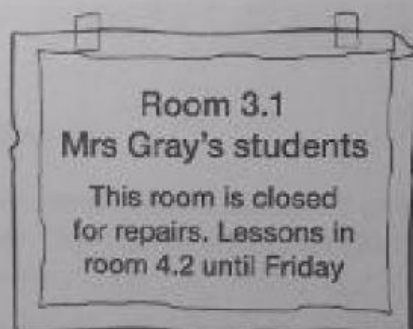 Room 3.1
Mrs Gray's students
This room is closed
for repairs. Lessons in
room 4.2 until Friday